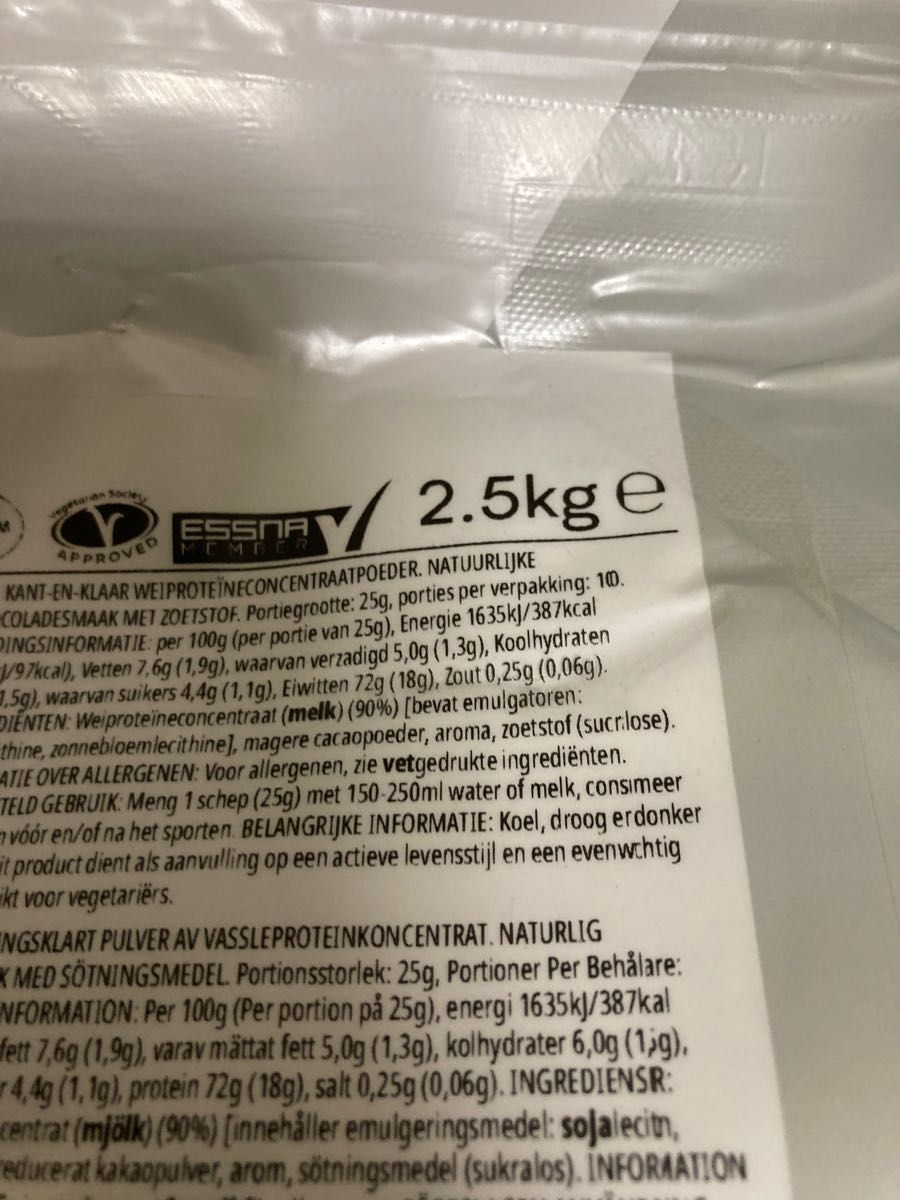 Vegetarian Society
APPROVED
ESSNA
MEMBER
2.5kg e
KANT-EN-KLAAR WEIPROTEÏNECONCENTRAATPOEDER. NATUURLIJKE
COLADESMAAK MET ZOETSTOF. Portiegrootte: 25g, porties per verpakking: 100.
DINGSINFORMATIE: per 100g (per portie van 25g), Energie 1635kJ/387kcal
J/97kcal), Vetten 7,6g (1,9g), waarvan verzadigd 5,0g (1,3g), Koolhydraten
1,5g), waarvan suikers 4,4g (1,1g), Eiwitten 72g (18g), Zout 0,25g (0,06g).
DIËNTEN: Weiproteïneconcentraat (melk) (90%) [bevat emulgatoren:
thine, zonnebloemlecithine], magere cacaopoeder, aroma, zoetstof (sucralose).
ATIE OVER ALLERGENEN: Voor allergenen, zie vetgedrukte ingrediënten.
TELD GEBRUIK: Meng 1 schep (25g) met 150-250ml water of melk, consumeer
n vóór en/of na het sporten. BELANGRIJKE INFORMATIE: Koel, droog er donker
it product dient als aanvulling op een actieve levensstijl en een evenwichtig
ikt voor vegetariërs.
NGSKLART PULVER AV VASSLEPROTEINKONCENTRAT. NATURLIG
K MED SÖTNINGSMEDEL. Portionsstorlek: 25g, Portioner Per Behålare:
NFORMATION: Per 100g (Per portion på 25g), energi 1635kJ/387kal
fett 7,6g (1,9g), varav mättat fett 5,0g (1,3g), kolhydrater 6,0g (1,5g),
r 4,4g (1,1g), protein 72g (18g), salt 0,25g (0,06g). INGREDIENSR:
centrat (mjölk) (90%) [innehåller emulgeringsmedel: sojalecitn,
educerat kakaopulver, arom, sötningsmedel (sukralos). INFORMATION